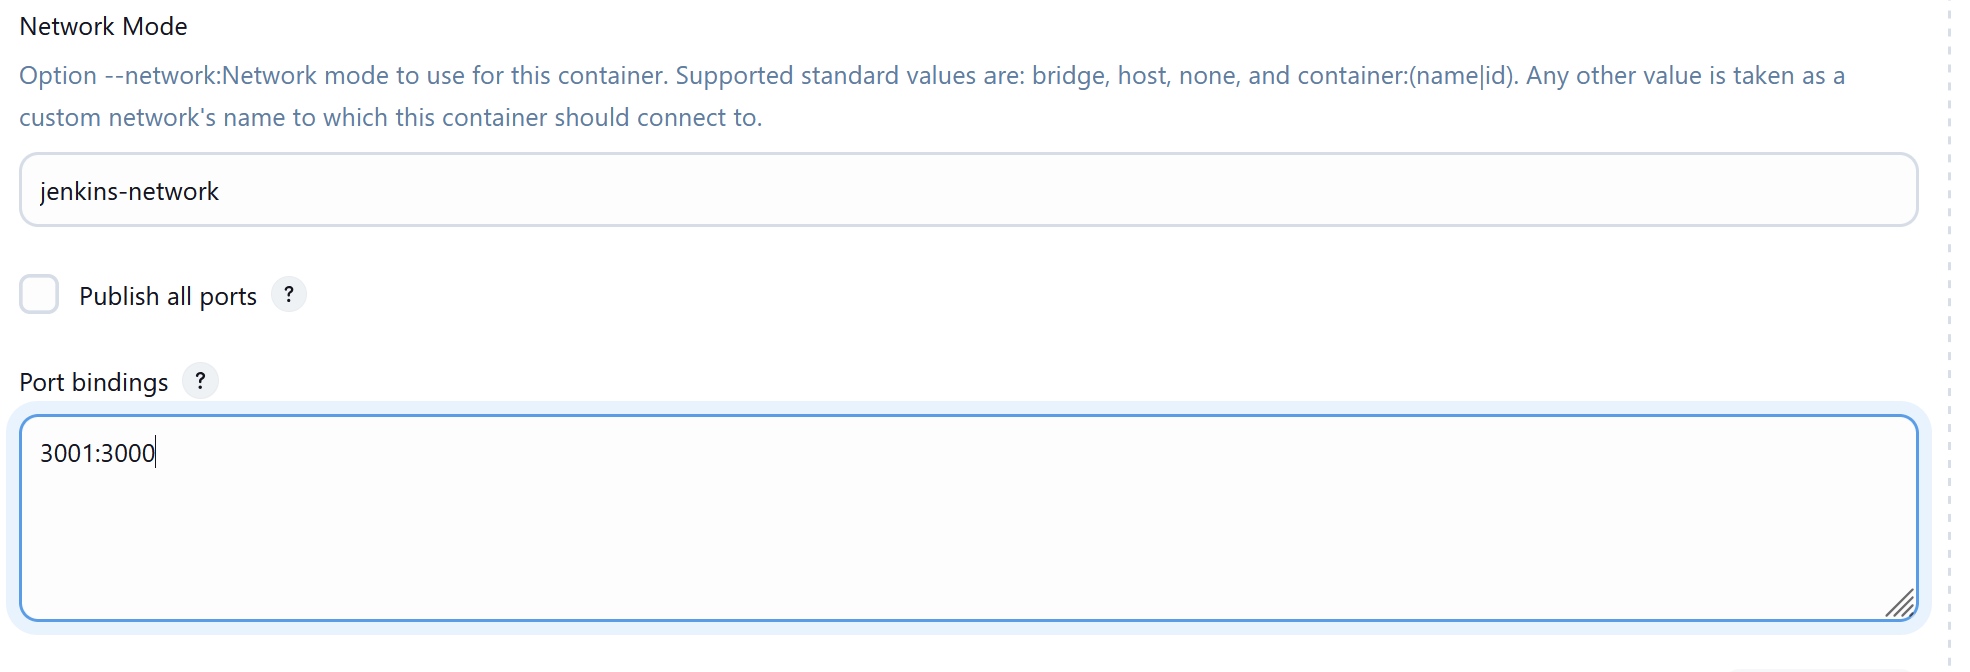 Network Mode
Option --network:Network mode to use for this container. Supported standard values are: bridge, host, none, and container:(name|id). Any other value is taken as a
custom network's name to which this container should connect to.
jenkins-network
Publish all ports ?
Port bindings ?
3001:3000